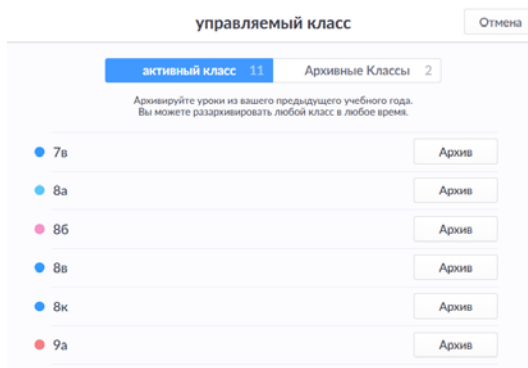 управляемый класс
Отмена
активный класс 11
Архивные Классы 2
Архивируйте уроки из вашего предыдущего учебного года.
Вы можете разархивировать любой класс в любое время.
7в Архив
8а Архив
8б Архив
8в Архив
8к Архив
9а Архив